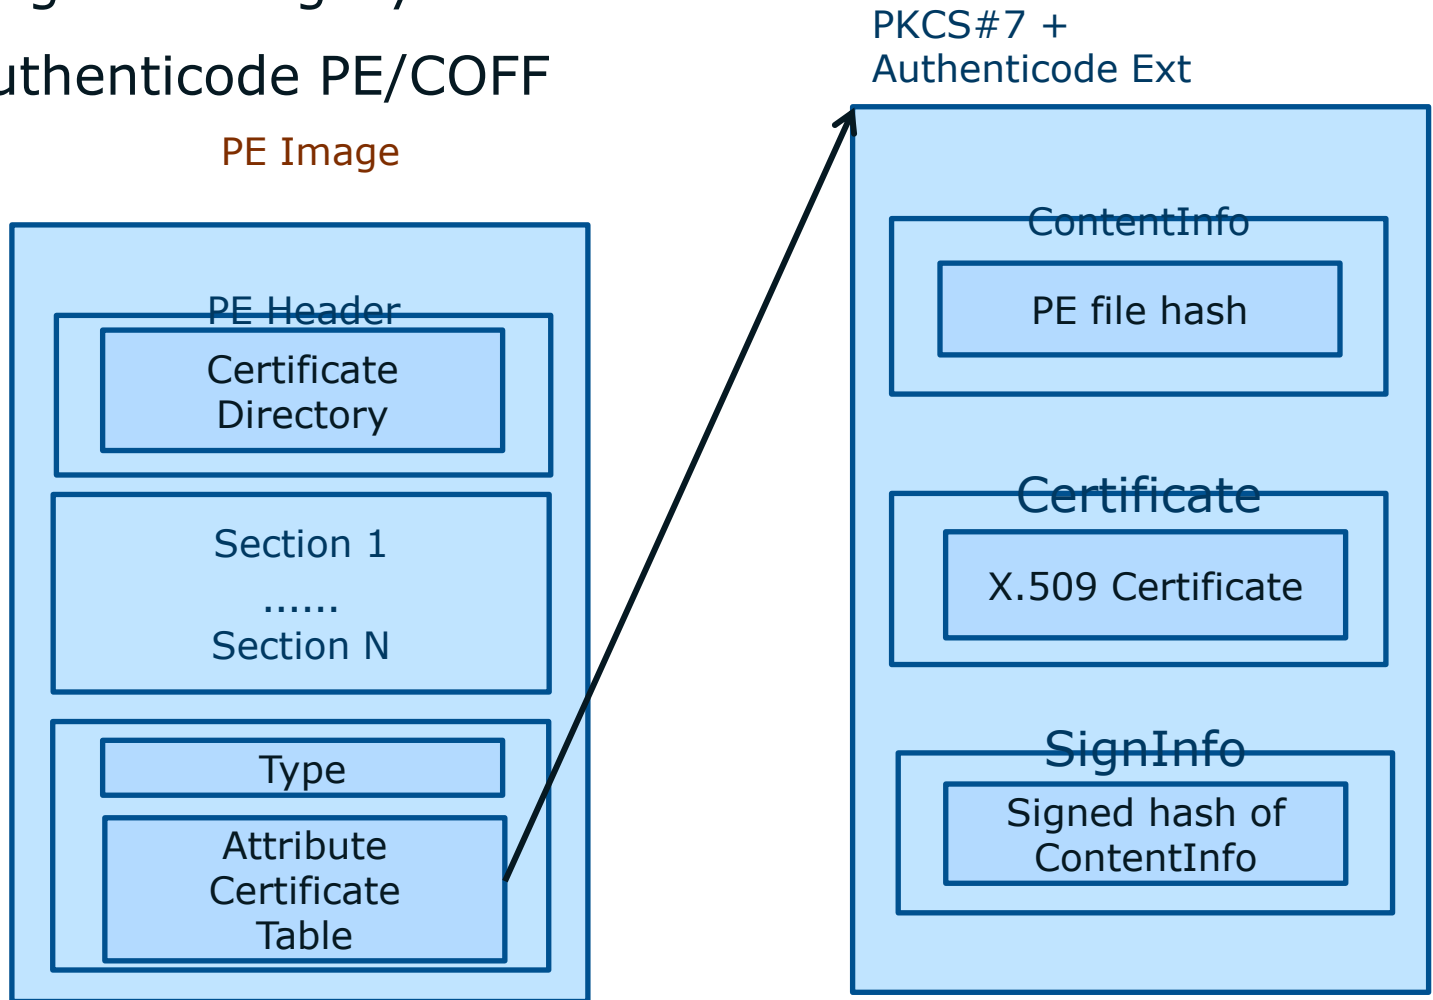 uthenticode PE/COFF
PE Image
PE Header
Certificate
Directory
Section 1
......
Section N
Type
Attribute
Certificate
Table
PKCS#7 +
Authenticode Ext
ContentInfo
PE file hash
Certificate
X.509 Certificate
SignInfo
Signed hash of
ContentInfo